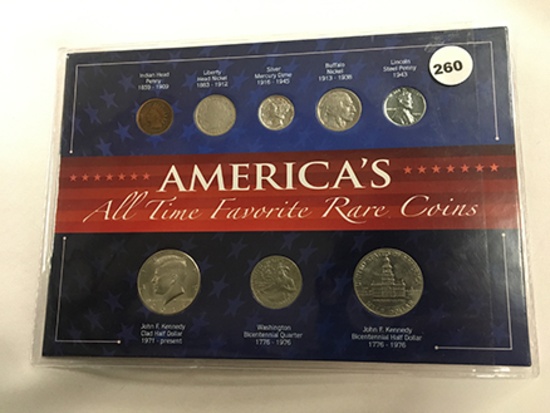 Indian Head
Penny
1859 - 1909
Liberty
Head Nickel
1883 - 1912
Silver
Mercury Dime
1916 - 1945
Buffalo
Nickel
1913 - 1938
Lincoln
Steel Penny
1943
260
AMERICA'S
All Time Favorite Rare Coins
John F. Kennedy
Clad Half Dollar
1971 - present
Washington
Bicentennial Quarter
1776 - 1976
John F. Kennedy
Bicentennial Half Dollar
1776 - 1976